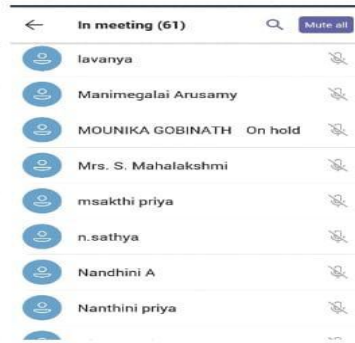 In meeting (61)
Mute all
lavanya
Manimegalai Arusamy
MOUNIKA GOBINATH On hold
Mrs. S. Mahalakshmi
msakthi priya
n.sathya
Nandhini A
Nanthini priya